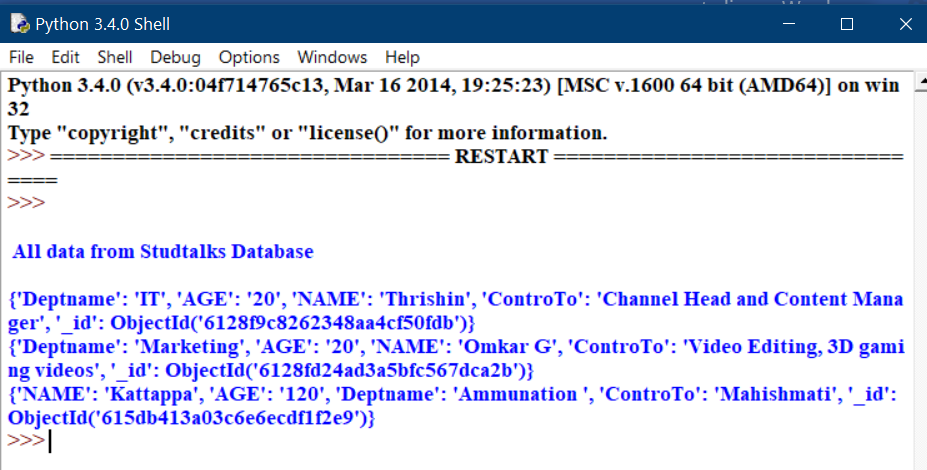 Python 3.4.0 Shell
File Edit Shell Debug Options Windows Help
Python 3.4.0 (v3.4.0:04f714765c13, Mar 16 2014, 19:25:23) [MSC v.1600 64 bit (AMD64)] on win
32
Type "copyright", "credits" or "license()" for more information.
>>> ================================ RESTART ============================
====
>>>
All data from Studtalks Database
{'Deptname': 'IT', 'AGE': '20', 'NAME': 'Thrishin', 'ControTo': 'Channel Head and Content Mana
ger', '_id': ObjectId('6128f9c8262348aa4cf50fdb')}
{'Deptname': 'Marketing', 'AGE': '20', 'NAME': 'Omkar G', 'ControTo': 'Video Editing, 3D gami
ng videos', '_id': ObjectId('6128fd24ad3a5bfc567dca2b')}
{'NAME': 'Kattappa', 'AGE': '120', 'Deptname': 'Ammunation ', 'ControTo': 'Mahishmati', '_id':
ObjectId('615db413a03c6e6ecdf1f2e9')}
>>>